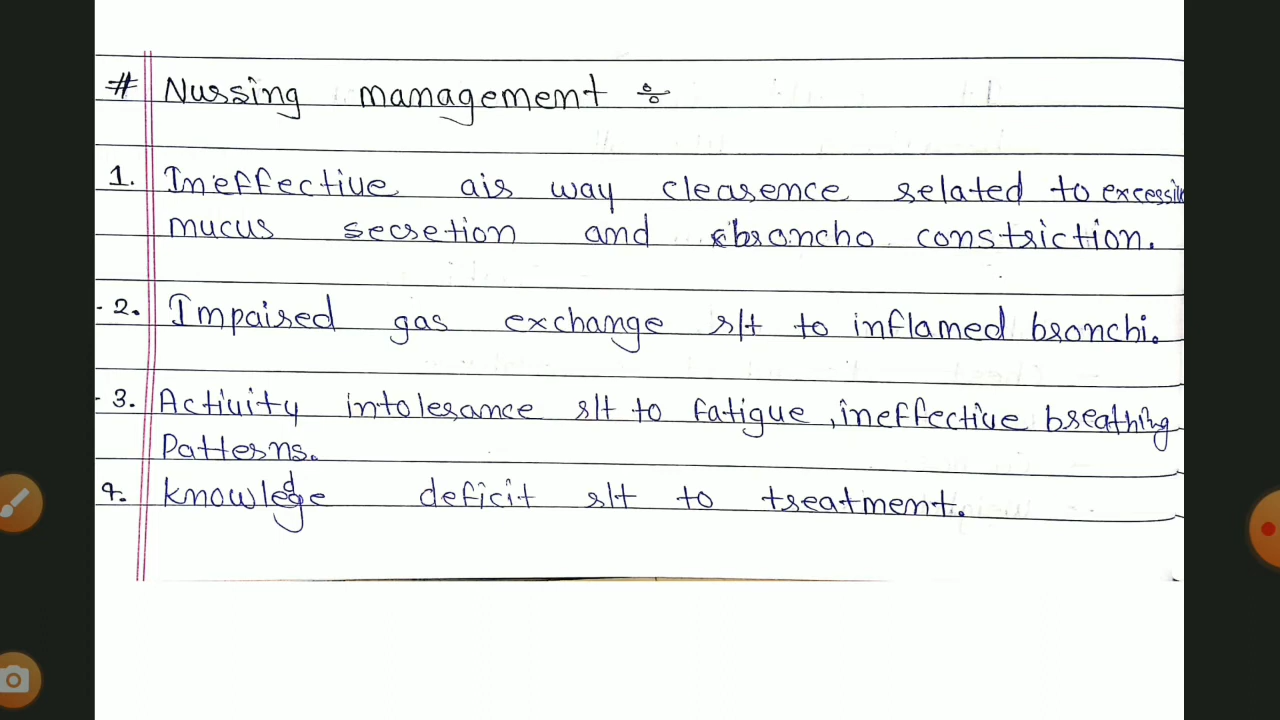 # Nursing management ÷
1. Ineffective air way clearence related to excessiv
mucus secretion and broncho constriction.
2. Impaired gas exchange r/t to inflamed bronchi.
3. Activity intolerance r/t to fatigue, ineffective breathing
Patterns.
4. knowledge deficit r/t to treatment.